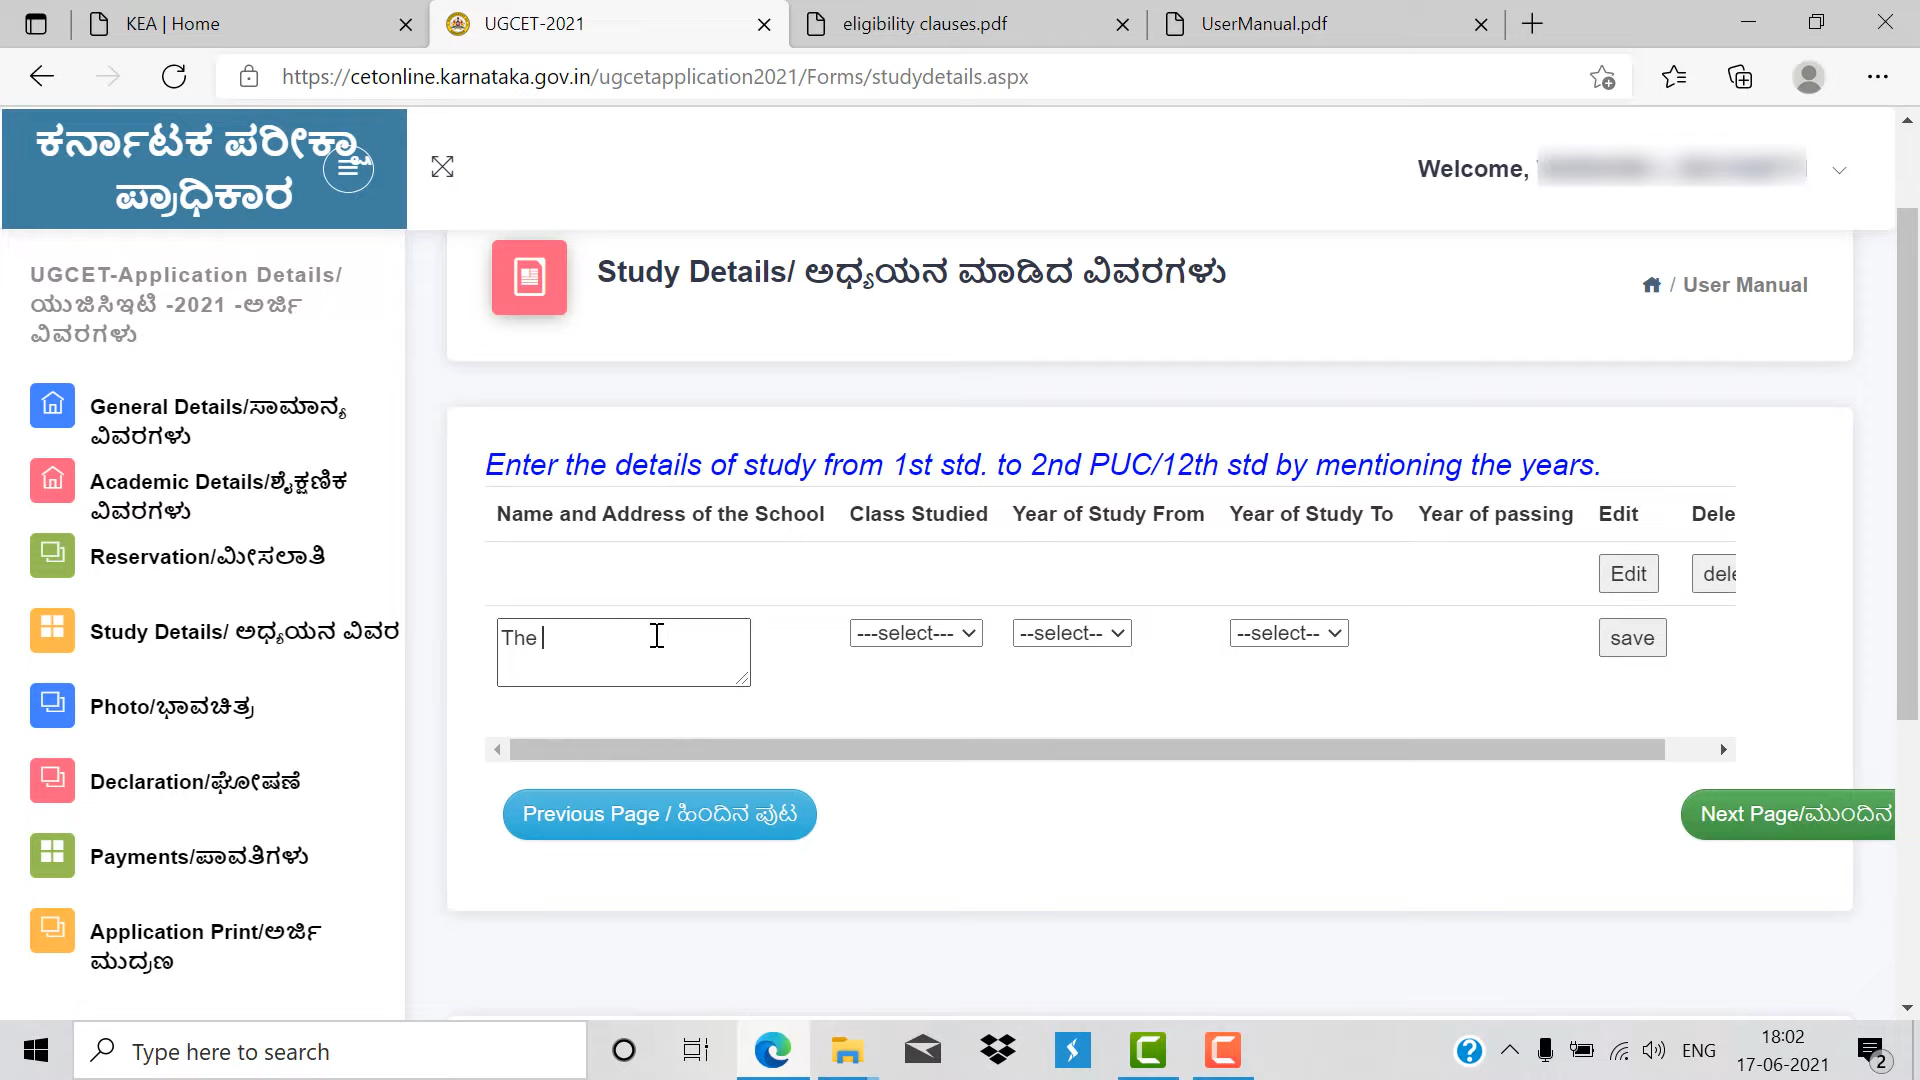 KEA | Home
UGCET-2021
eligibility clauses.pdf
UserManual.pdf
https://cetonline.karnataka.gov.in/ugcetapplication2021/Forms/studydetails.aspx
ಕರ್ನಾಟಕ ಪರೀಕ್ಷಾ
ಪ್ರಾಧಿಕಾರ
Welcome,
UGCET-Application Details/
ಯುಜಿಸಿಇಟಿ -2021 -ಅರ್ಜಿ
ವಿವರಗಳು
General Details/ಸಾಮಾನ್ಯ
ವಿವರಗಳು
Academic Details/ಶೈಕ್ಷಣಿಕ
ವಿವರಗಳು
Reservation/ಮೀಸಲಾತಿ
Study Details/ ಅಧ್ಯಯನ ವಿವರ
Photo/ಭಾವಚಿತ್ರ
Declaration/ಘೋಷಣೆ
Payments/ಪಾವತಿಗಳು
Application Print/ಅರ್ಜಿ
ಮುದ್ರಣ
Study Details/ ಅಧ್ಯಯನ ಮಾಡಿದ ವಿವರಗಳು
/ User Manual
Enter the details of study from 1st std. to 2nd PUC/12th std by mentioning the years.
Name and Address of the School Class Studied Year of Study From Year of Study To Year of passing Edit Dele
Edit dele
The ---select--- --select-- --select-- save
Previous Page / ಹಿಂದಿನ ಪುಟ
Next Page/ಮುಂದಿನ
Type here to search
ENG
18:02
17-06-2021
2